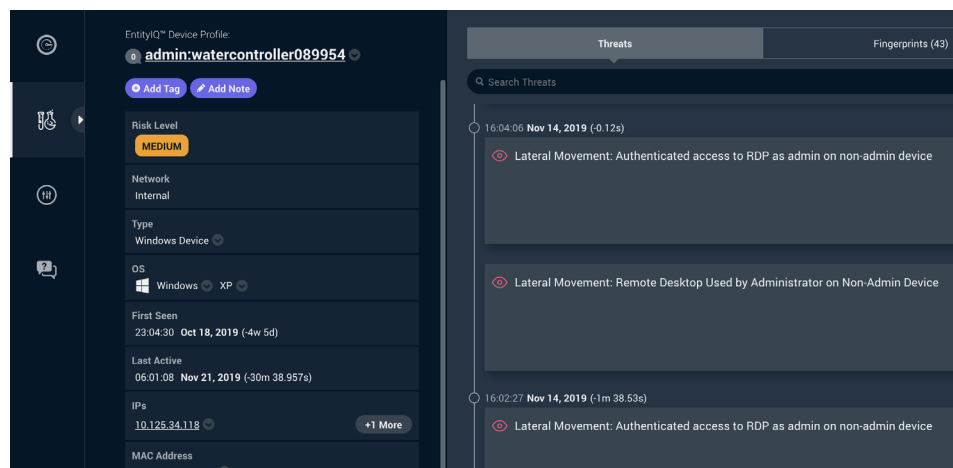 EntityIQ™ Device Profile:
0 admin:watercontroller089954
Add Tag Add Note
Risk Level
MEDIUM
Network
Internal
Type
Windows Device
OS
Windows XP
First Seen
23:04:30 Oct 18, 2019 (-4w 5d)
Last Active
06:01:08 Nov 21, 2019 (-30m 38.957s)
IPs
10.125.34.118 +1 More
MAC Address
Threats Fingerprints (43)
Search Threats
16:04:06 Nov 14, 2019 (-0.12s)
Lateral Movement: Authenticated access to RDP as admin on non-admin device
Lateral Movement: Remote Desktop Used by Administrator on Non-Admin Device
16:02:27 Nov 14, 2019 (-1m 38.53s)
Lateral Movement: Authenticated access to RDP as admin on non-admin device